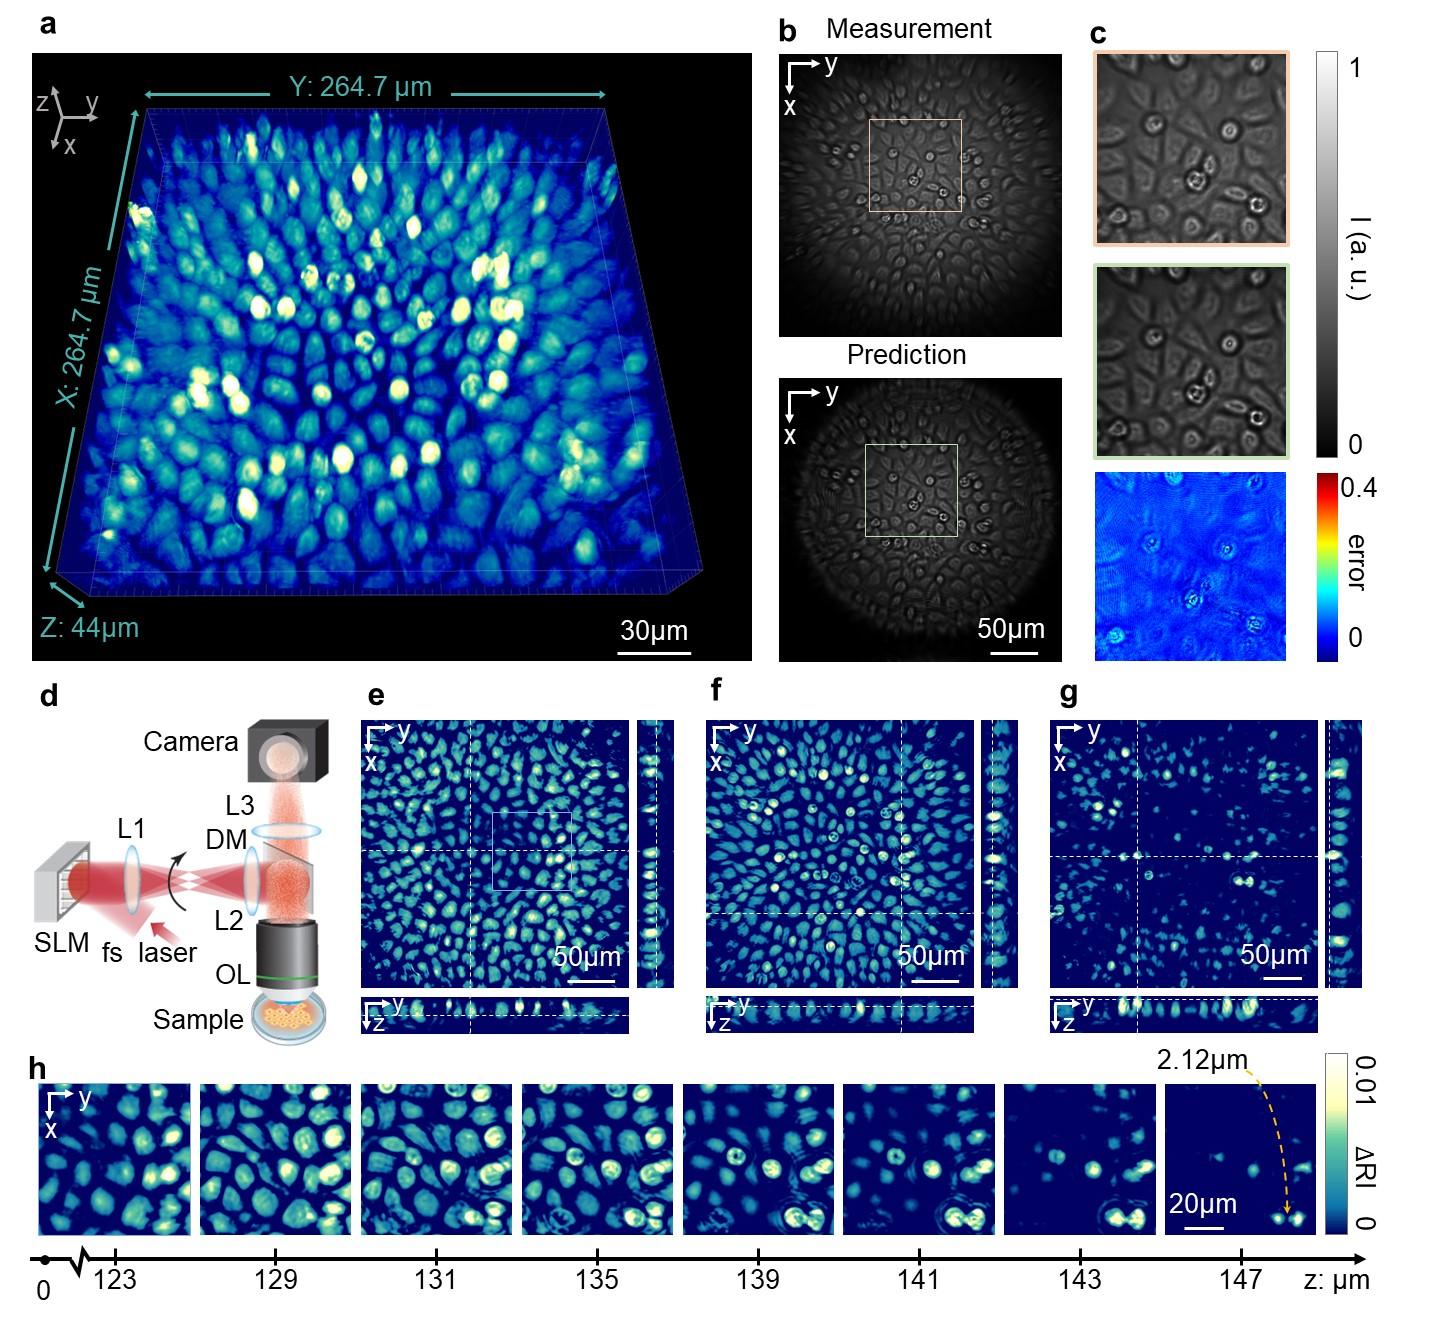 a
Y: 264.7 µm
z
y
x
X: 264.7 µm
Z: 44µm
30µm
b
Measurement
y
x
Prediction
y
x
50µm
c
1
I (a. u.)
0
0.4
error
0
d
Camera
L3
DM
L1
L2
SLM
fs laser
OL
Sample
e
y
x
50µm
y
z
f
y
x
50µm
y
z
g
y
x
50µm
y
z
h
y
x
2.12µm
20µm
0.01
ΔRI
0
0
123
129
131
135
139
141
143
147
z: µm